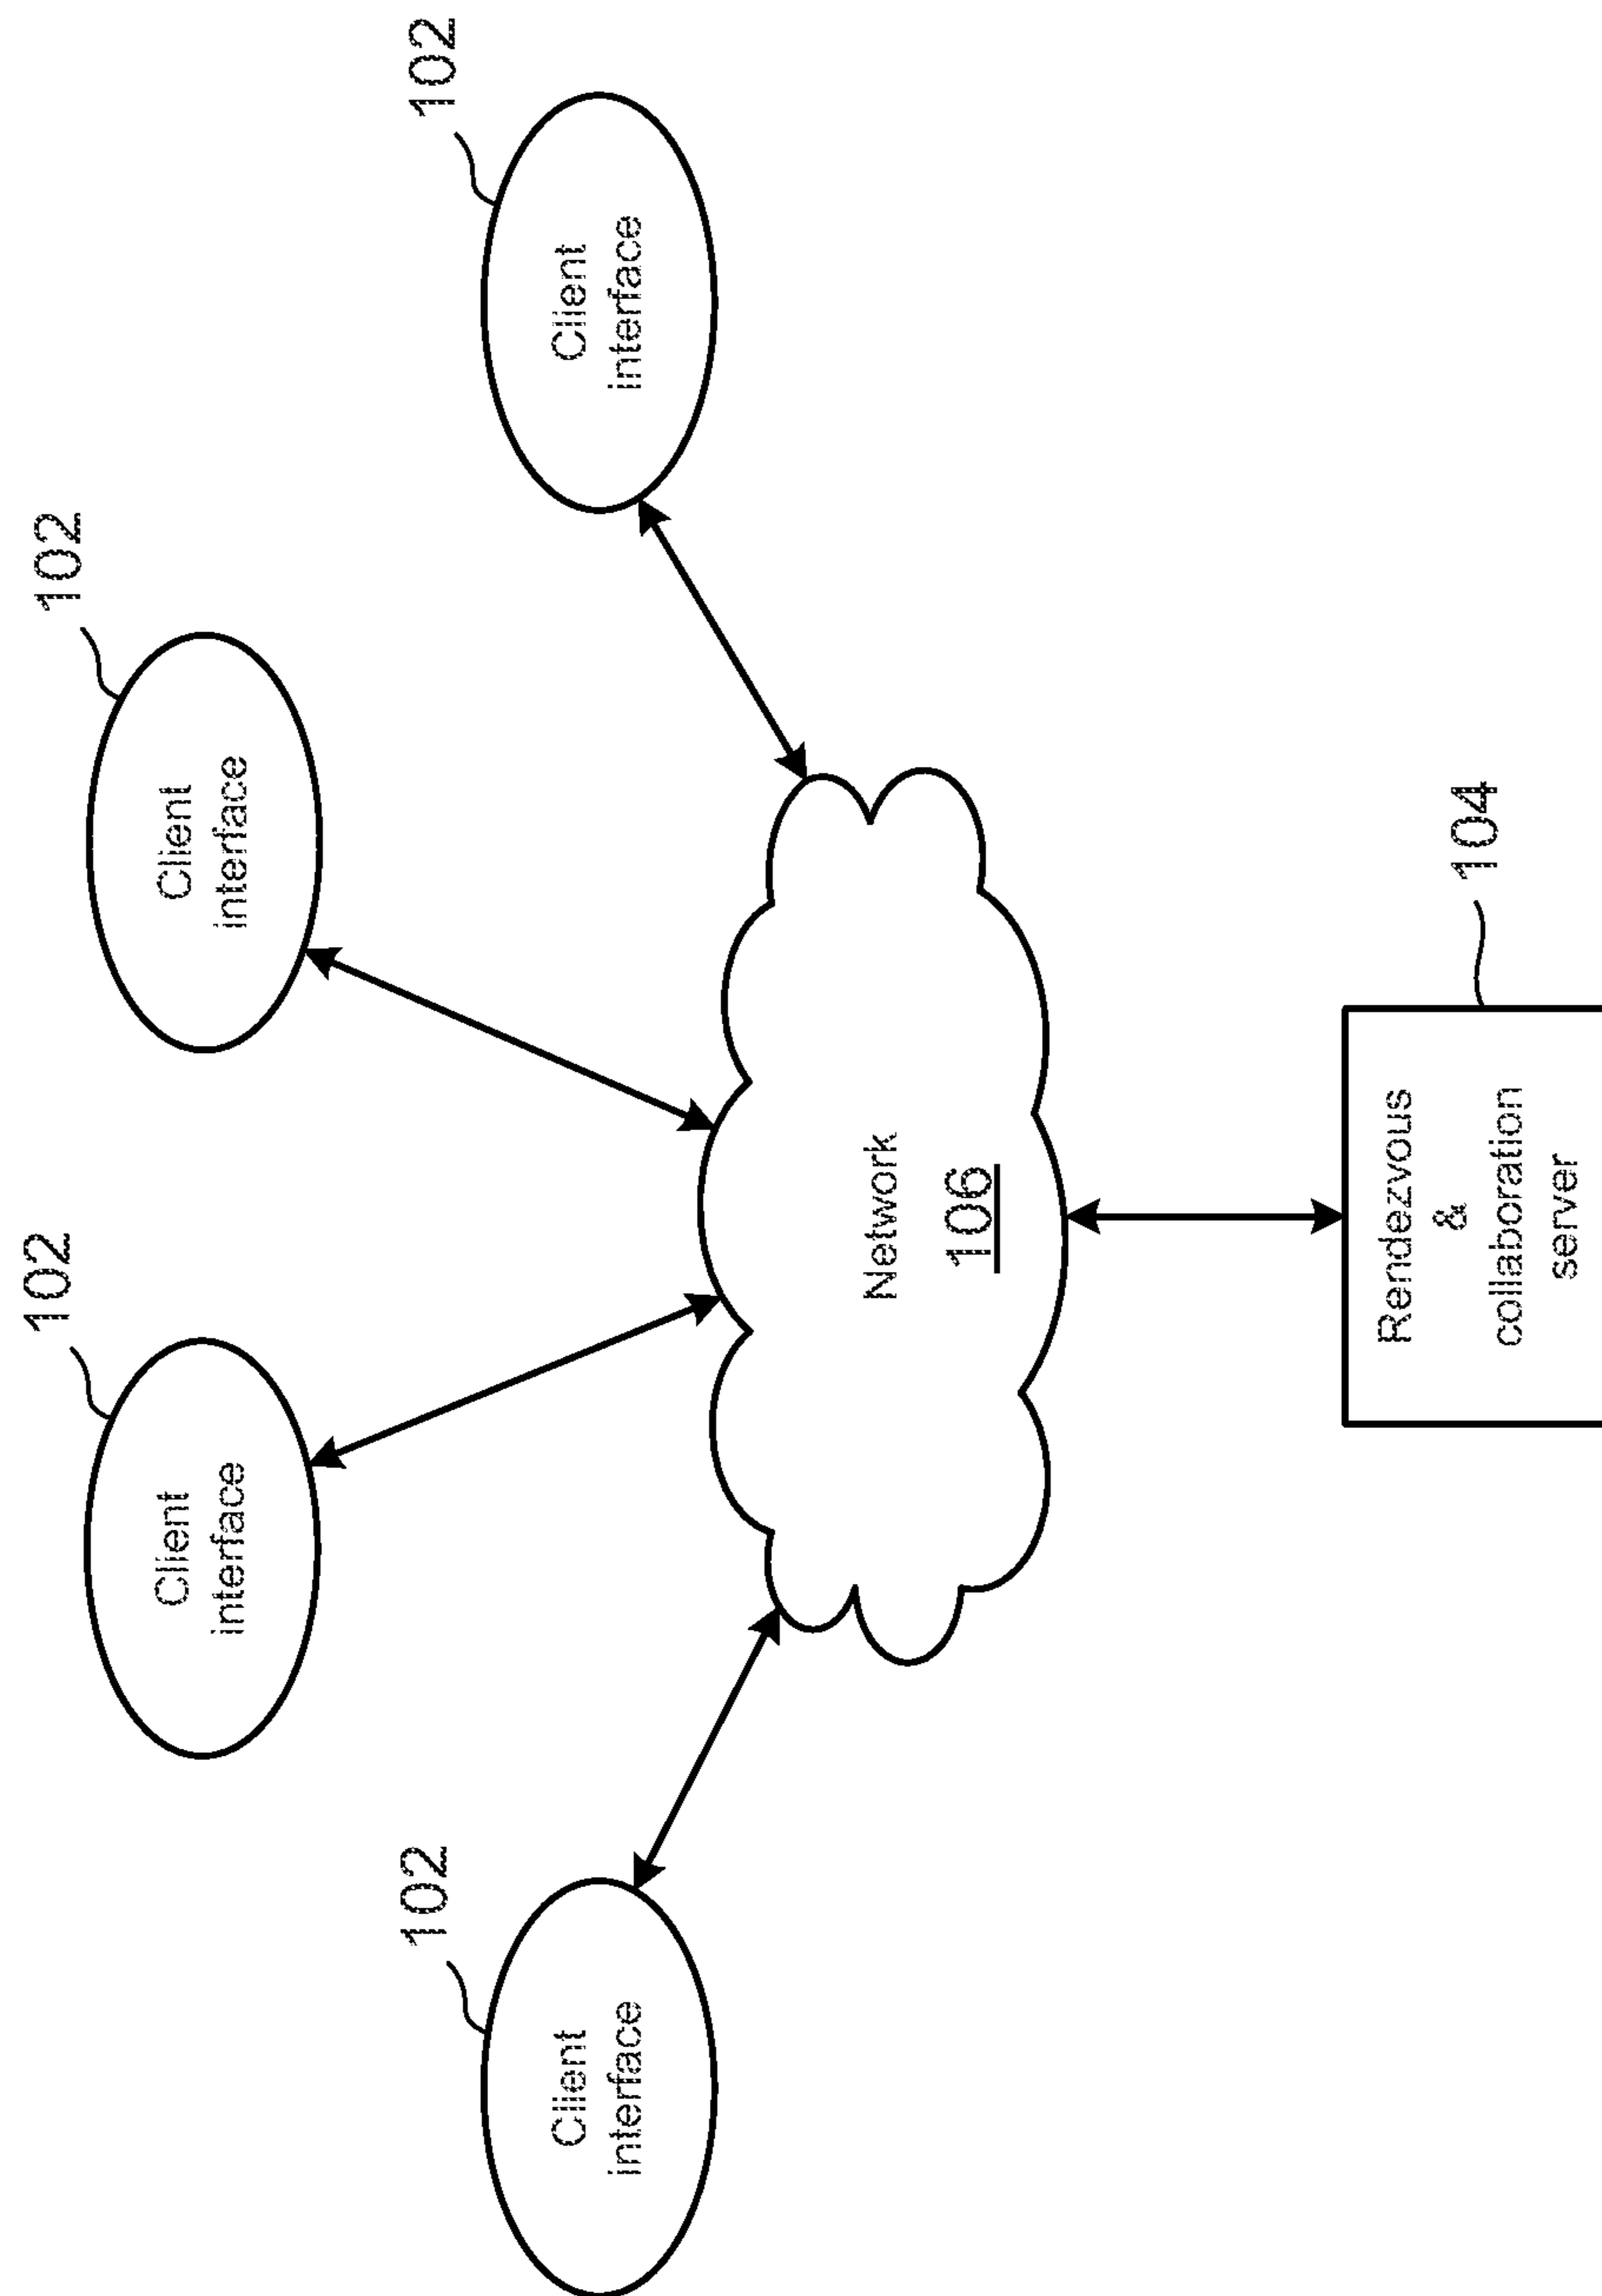 102
102
Client
interface
Client
interface
102
102
Client
interface
Client
interface
Network
106
104
Rendezvous
&
collaboration
server